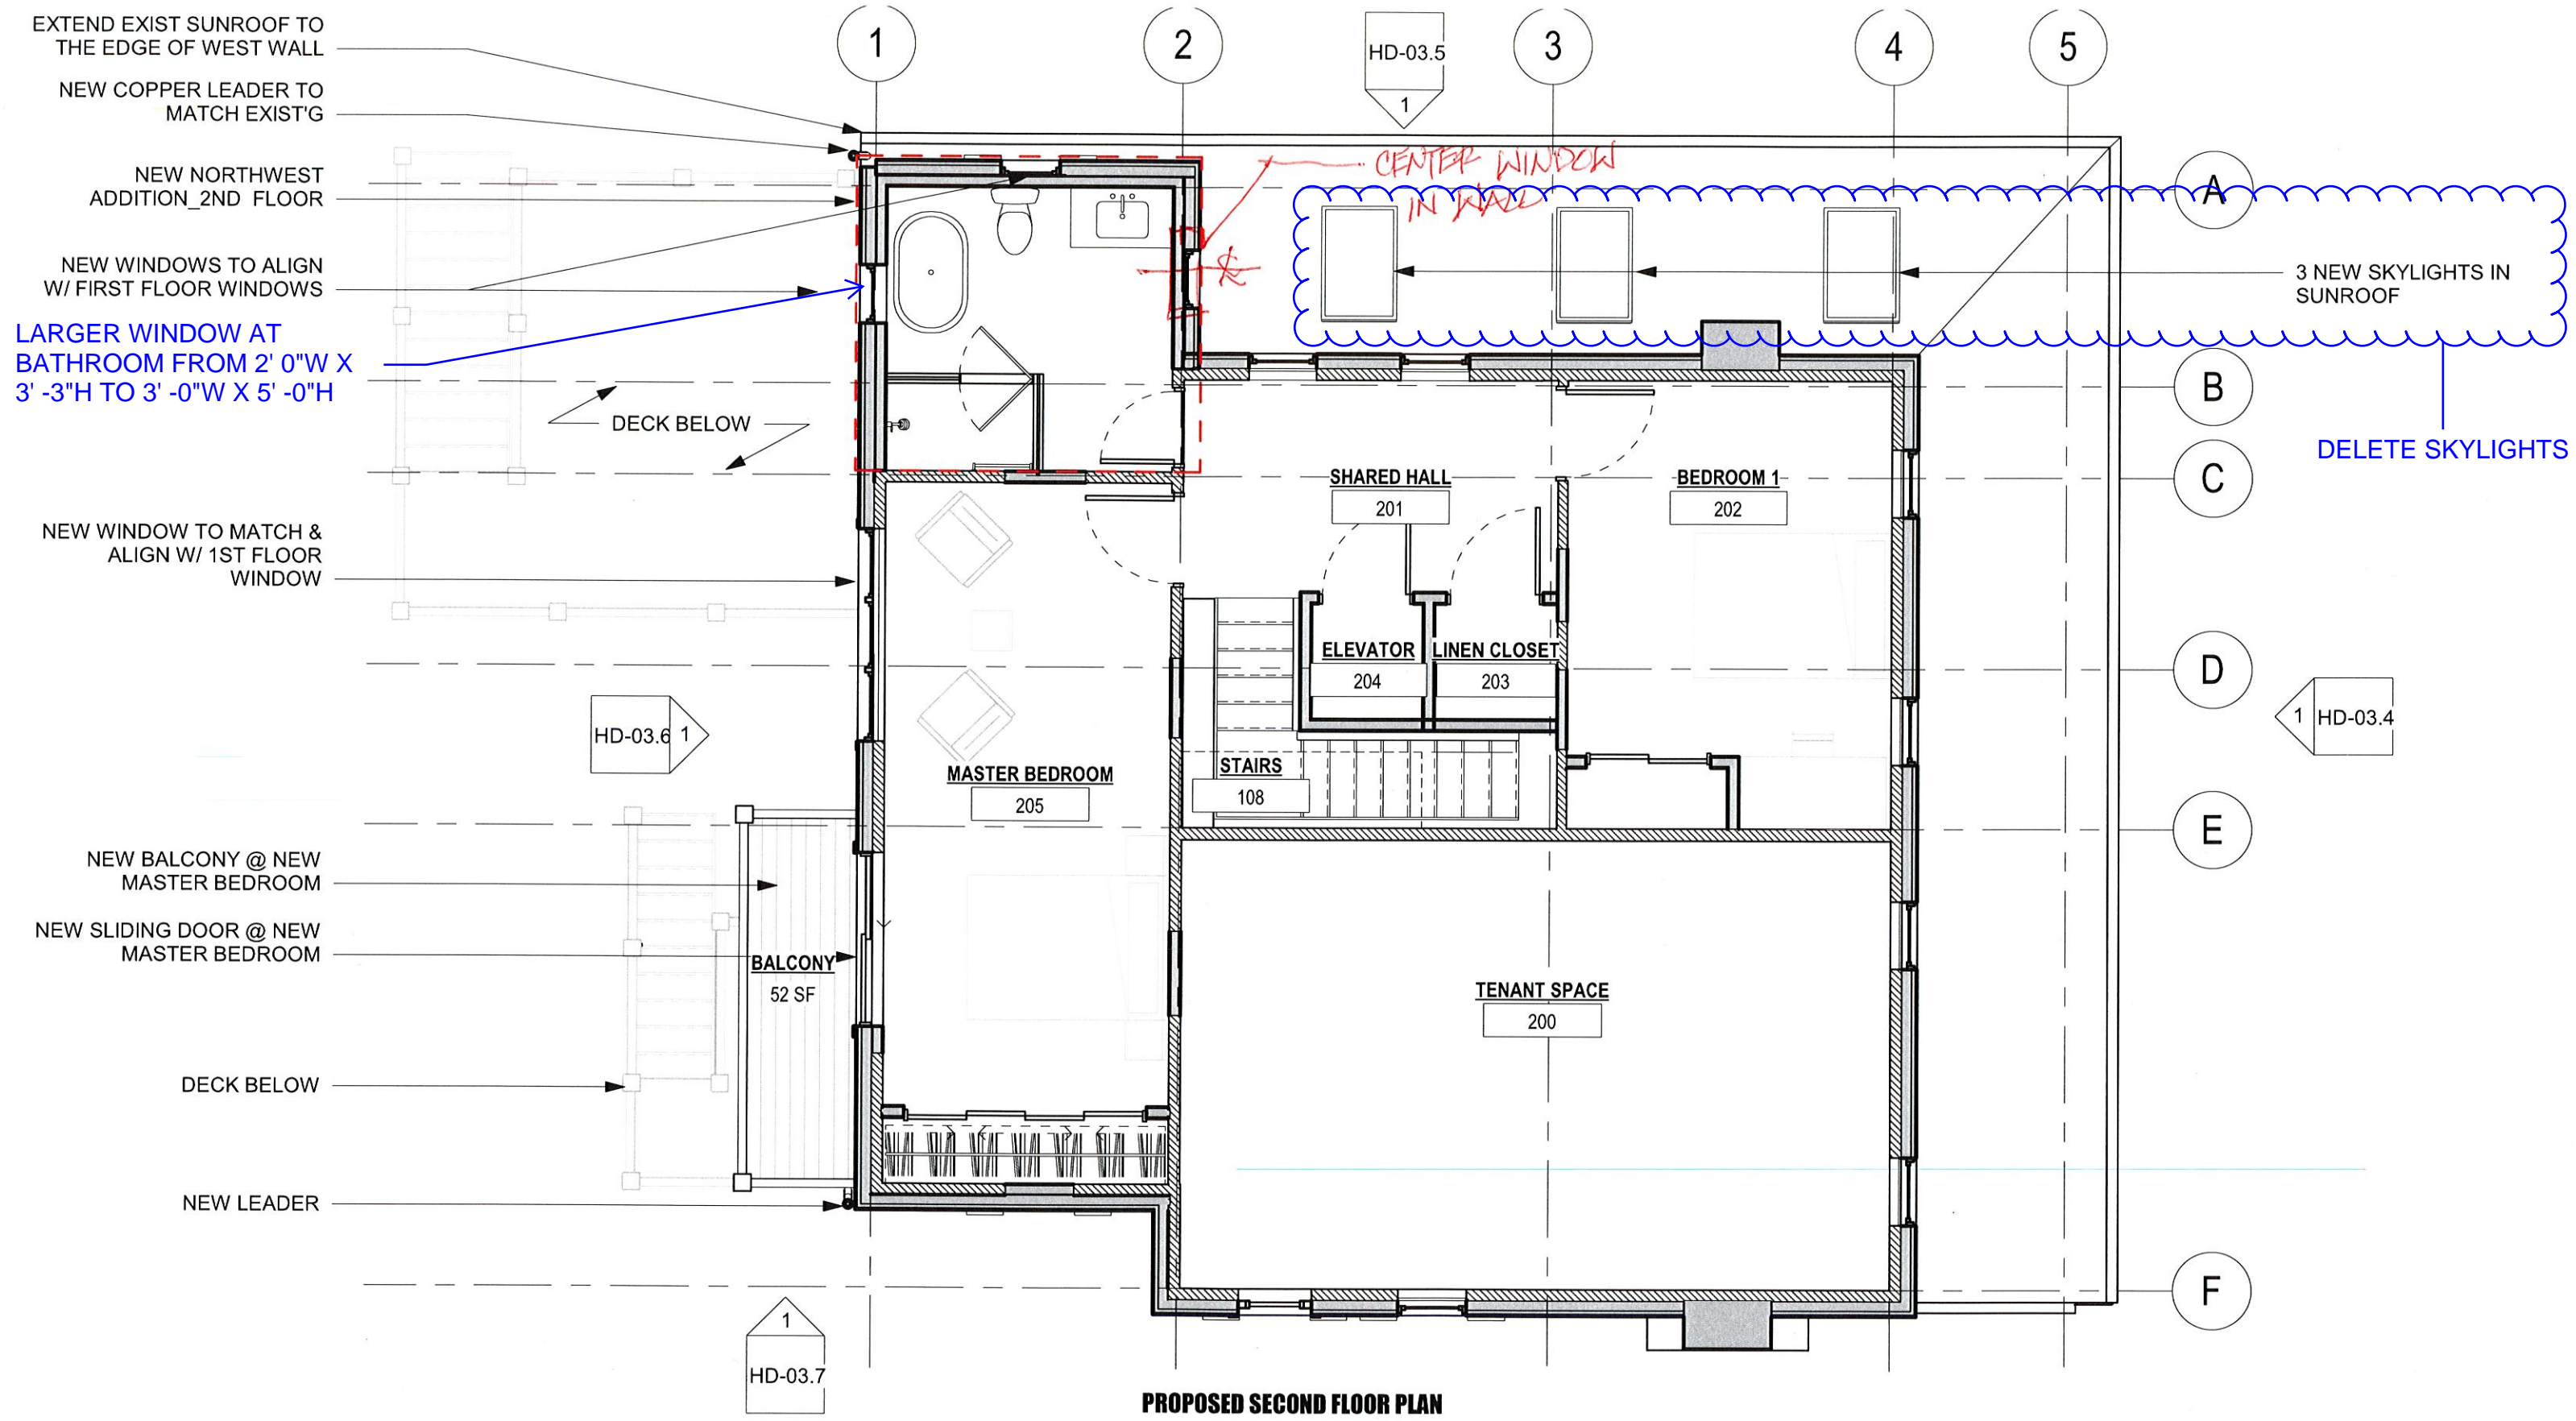 EXTEND EXIST SUNROOF TO
THE EDGE OF WEST WALL
NEW COPPER LEADER TO
MATCH EXIST'G
NEW NORTHWEST
ADDITION_2ND FLOOR
NEW WINDOWS TO ALIGN
W/ FIRST FLOOR WINDOWS
LARGER WINDOW AT
BATHROOM FROM 2' 0"W X
3' -3"H TO 3' -0"W X 5' -0"H
DECK BELOW
NEW WINDOW TO MATCH &
ALIGN W/ 1ST FLOOR
WINDOW
NEW BALCONY @ NEW
MASTER BEDROOM
NEW SLIDING DOOR @ NEW
MASTER BEDROOM
DECK BELOW
NEW LEADER
1
2
HD-03.5
1
3
4
5
CENTER WINDOW
IN WALL
3 NEW SKYLIGHTS IN
SUNROOF
DELETE SKYLIGHTS
A
B
C
D
E
F
SHARED HALL
201
BEDROOM 1
202
ELEVATOR
204
LINEN CLOSET
203
HD-03.6 1
1 HD-03.4
MASTER BEDROOM
205
STAIRS
108
BALCONY
52 SF
TENANT SPACE
200
1
HD-03.7
PROPOSED SECOND FLOOR PLAN